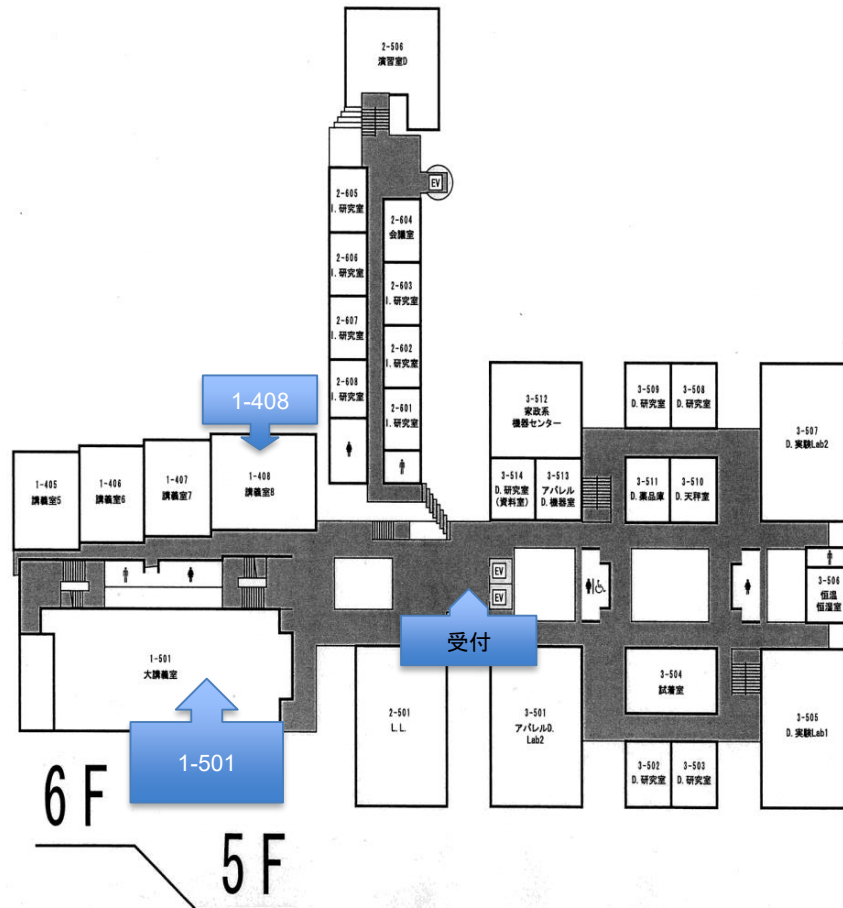 2-506
演習室D
EV
2-605
I. 研究室
2-604
会議室
2-606
I. 研究室
2-603
I. 研究室
2-607
I. 研究室
2-602
I. 研究室
2-608
I. 研究室
2-601
I. 研究室
1-408
3-512
家政系
機器センター
3-509
D. 研究室
3-508
D. 研究室
3-507
D. 実験Lab2
1-405
講義室5
1-406
講義室6
1-407
講義室7
1-408
講義室8
3-514
D. 研究室
(資料室)
3-513
アパレル
D. 機器室
3-511
D. 薬品庫
3-510
D. 天秤室
EV
EV
3-506
恒温
恒湿室
受付
1-501
大講義室
1-501
2-501
L.L.
3-501
アパレルD.
Lab2
3-504
試着室
3-505
D. 実験Lab1
3-502
D. 研究室
3-503
D. 研究室
6F
5F